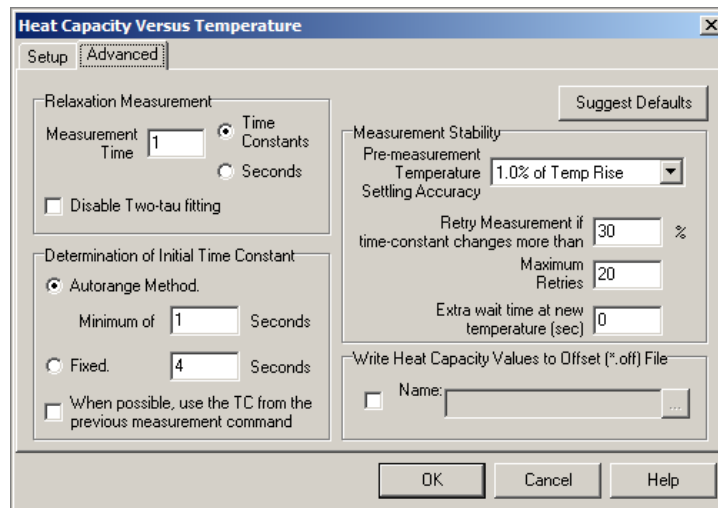 Heat Capacity Versus Temperature
Setup
Advanced
Relaxation Measurement
Measurement Time 1
Time Constants
Seconds
Disable Two-tau fitting
Determination of Initial Time Constant
Autorange Method.
Minimum of 1 Seconds
Fixed. 4 Seconds
When possible, use the TC from the
previous measurement command
Suggest Defaults
Measurement Stability
Pre-measurement
Temperature 1.0% of Temp Rise
Settling Accuracy
Retry Measurement if
time-constant changes more than 30 %
Maximum
Retries 20
Extra wait time at new
temperature (sec) 0
Write Heat Capacity Values to Offset (*.off) File
Name: ...
OK
Cancel
Help